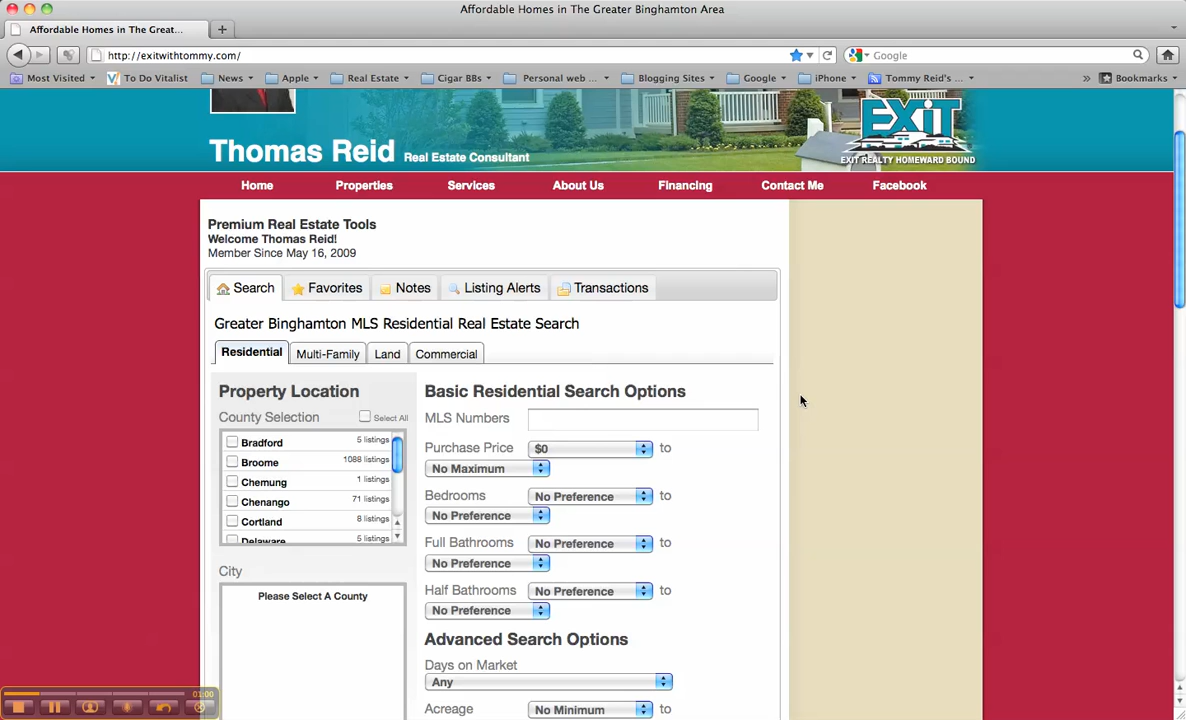 Affordable Homes in The Greater Binghamton Area
Affordable Homes in The Great...
http://exitwithtommy.com/
Google
Most Visited
To Do Vitalist
News
Apple
Real Estate
Cigar BBs
Personal web ...
Blogging Sites
Google
iPhone
Tommy Reid's ...
»
Bookmarks
EXiT
EXIT REALTY HOMEWARD BOUND
Thomas Reid Real Estate Consultant
Home Properties Services About Us Financing Contact Me Facebook
Premium Real Estate Tools
Welcome Thomas Reid!
Member Since May 16, 2009
Search Favorites Notes Listing Alerts Transactions
Greater Binghamton MLS Residential Real Estate Search
Residential Multi-Family Land Commercial
Property Location
County Selection Select All
Bradford 5 listings
Broome 1088 listings
Chemung 1 listings
Chenango 71 listings
Cortland 8 listings
Delaware 5 listings
City
Please Select A County
Basic Residential Search Options
MLS Numbers
Purchase Price $0 to
No Maximum
Bedrooms No Preference to
No Preference
Full Bathrooms No Preference to
No Preference
Half Bathrooms No Preference to
No Preference
Advanced Search Options
Days on Market
Any
Acreage No Minimum to
01:00